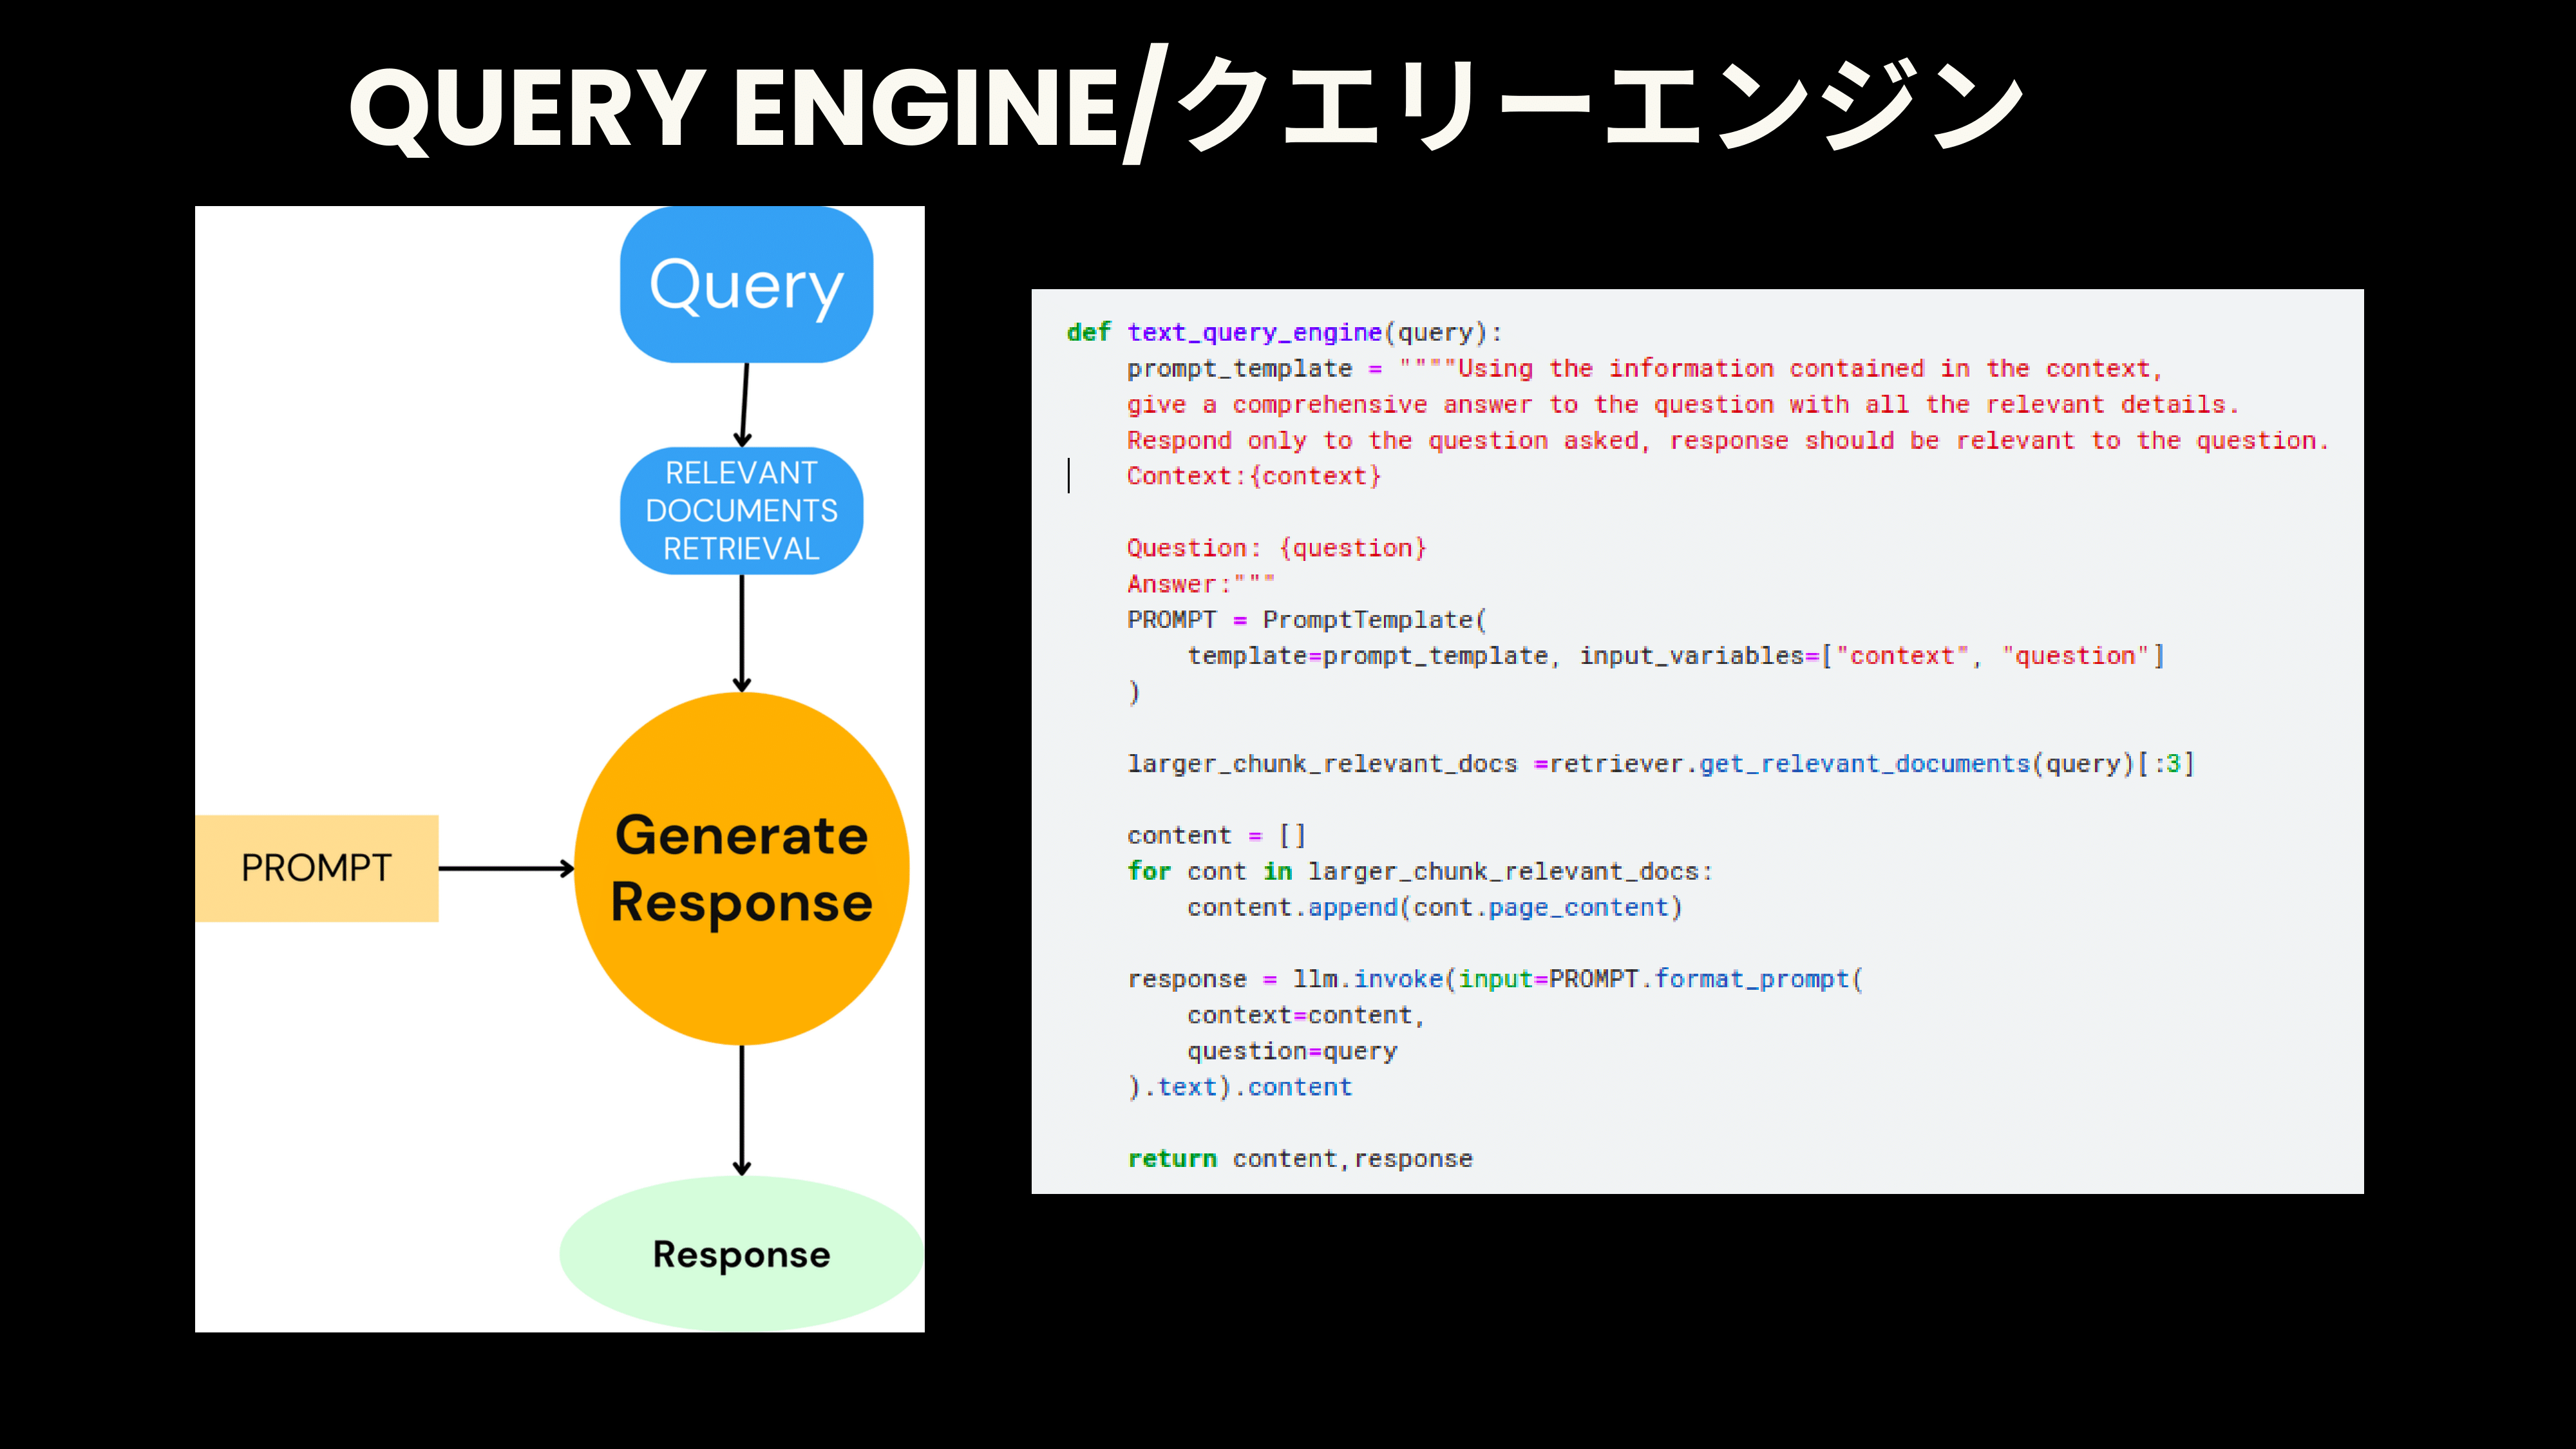 QUERY ENGINE/クエリーエンジン
Query
RELEVANT
DOCUMENTS
RETRIEVAL
PROMPT
Generate
Response
Response
def text_query_engine(query):
    prompt_template = """"Using the information contained in the context,
    give a comprehensive answer to the question with all the relevant details.
    Respond only to the question asked, response should be relevant to the question.
    Context:{context}

    Question: {question}
    Answer:"""
    PROMPT = PromptTemplate(
        template=prompt_template, input_variables=["context", "question"]
    )

    larger_chunk_relevant_docs =retriever.get_relevant_documents(query)[:3]

    content = []
    for cont in larger_chunk_relevant_docs:
        content.append(cont.page_content)

    response = llm.invoke(input=PROMPT.format_prompt(
        context=content,
        question=query
    ).text).content

    return content,response